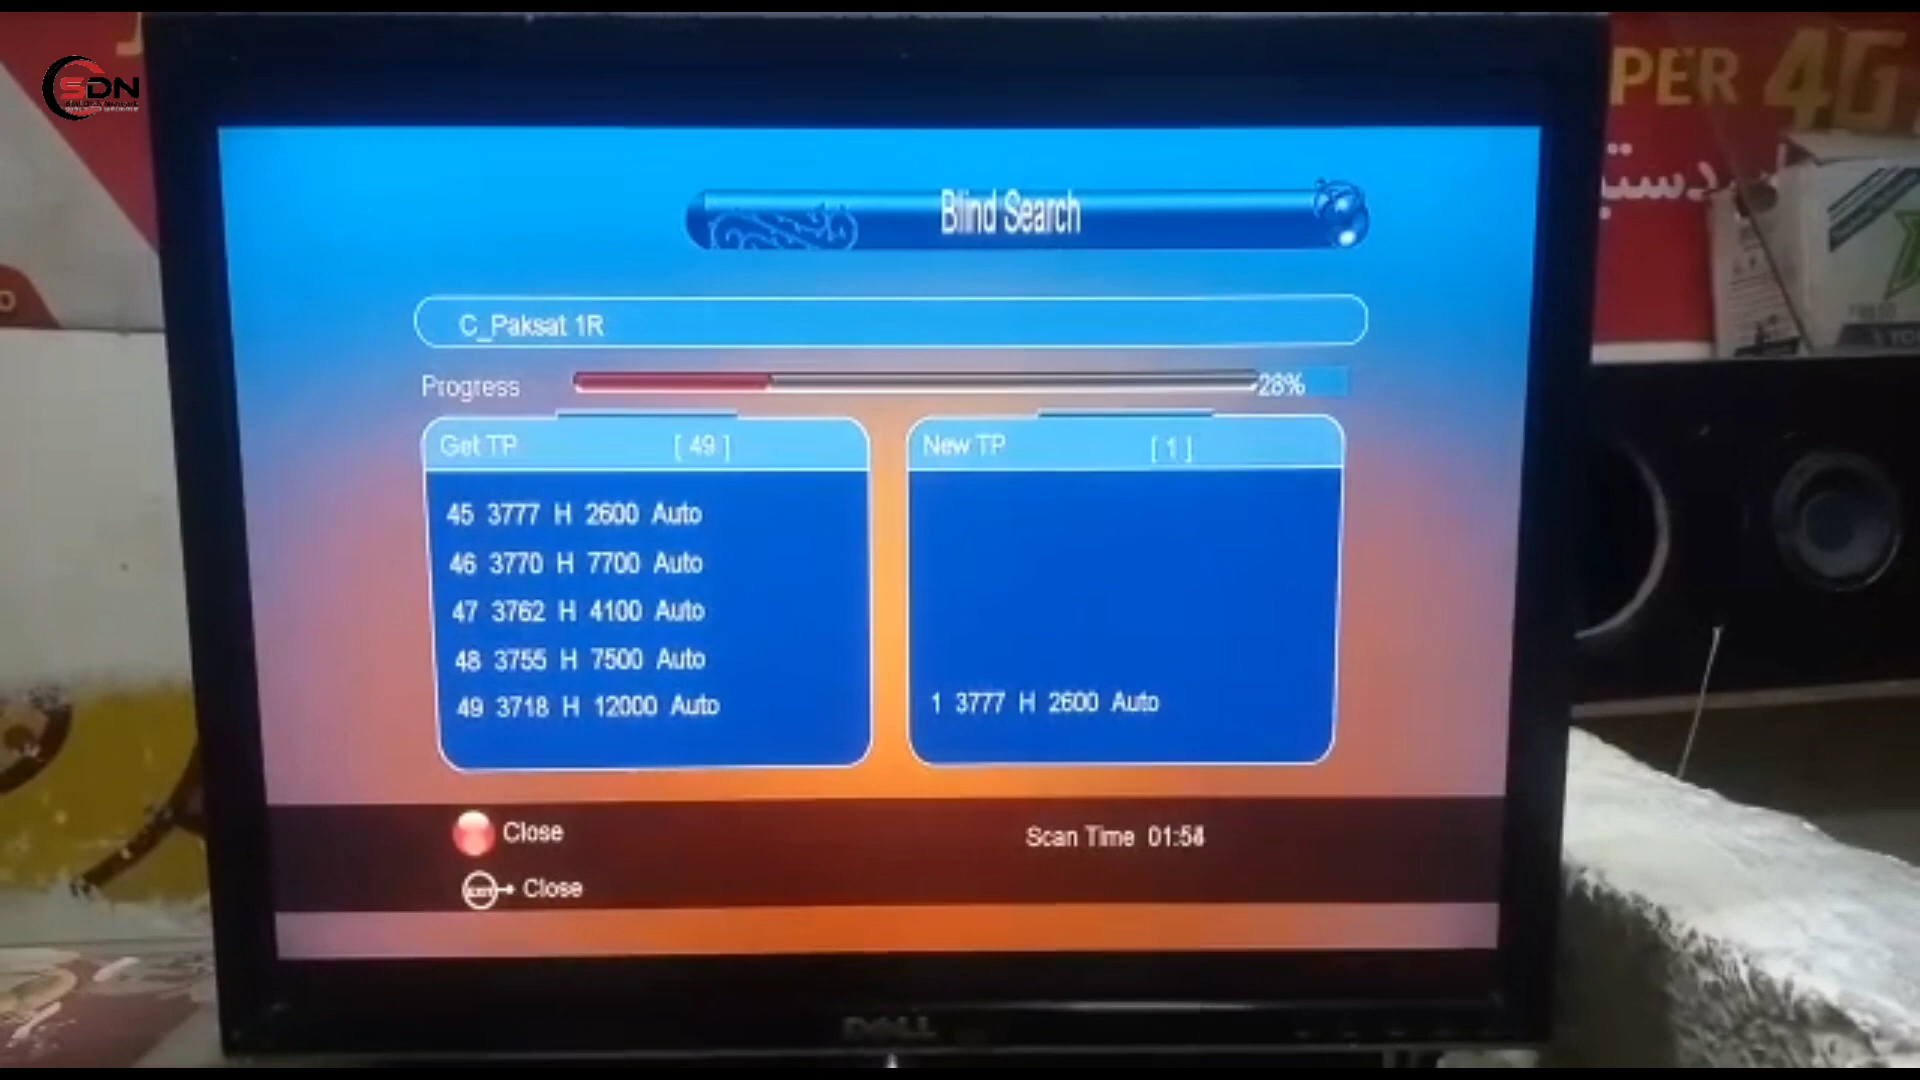 SDN
PER 4G
دستی
Blind Search
C_Paksat 1R
Progress 28%
Get TP [ 49 ]
45 3777 H 2600 Auto
46 3770 H 7700 Auto
47 3762 H 4100 Auto
48 3755 H 7500 Auto
49 3718 H 12000 Auto
New TP [ 1 ]
1 3777 H 2600 Auto
Close
Scan Time 01:54
EXIT Close
DELL